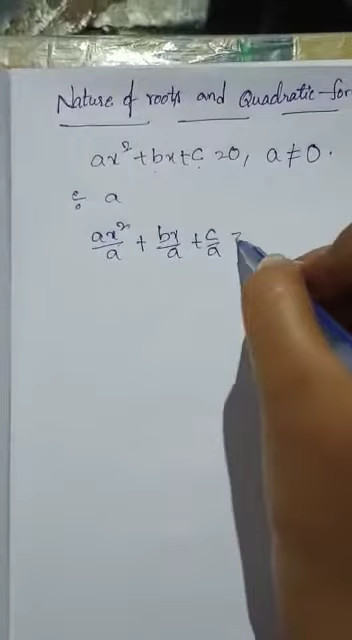 Nature of roots and Quadratic-for
ax² + bx + c = 0, a ≠ 0.
÷ a
ax²/a + bx/a + c/a =